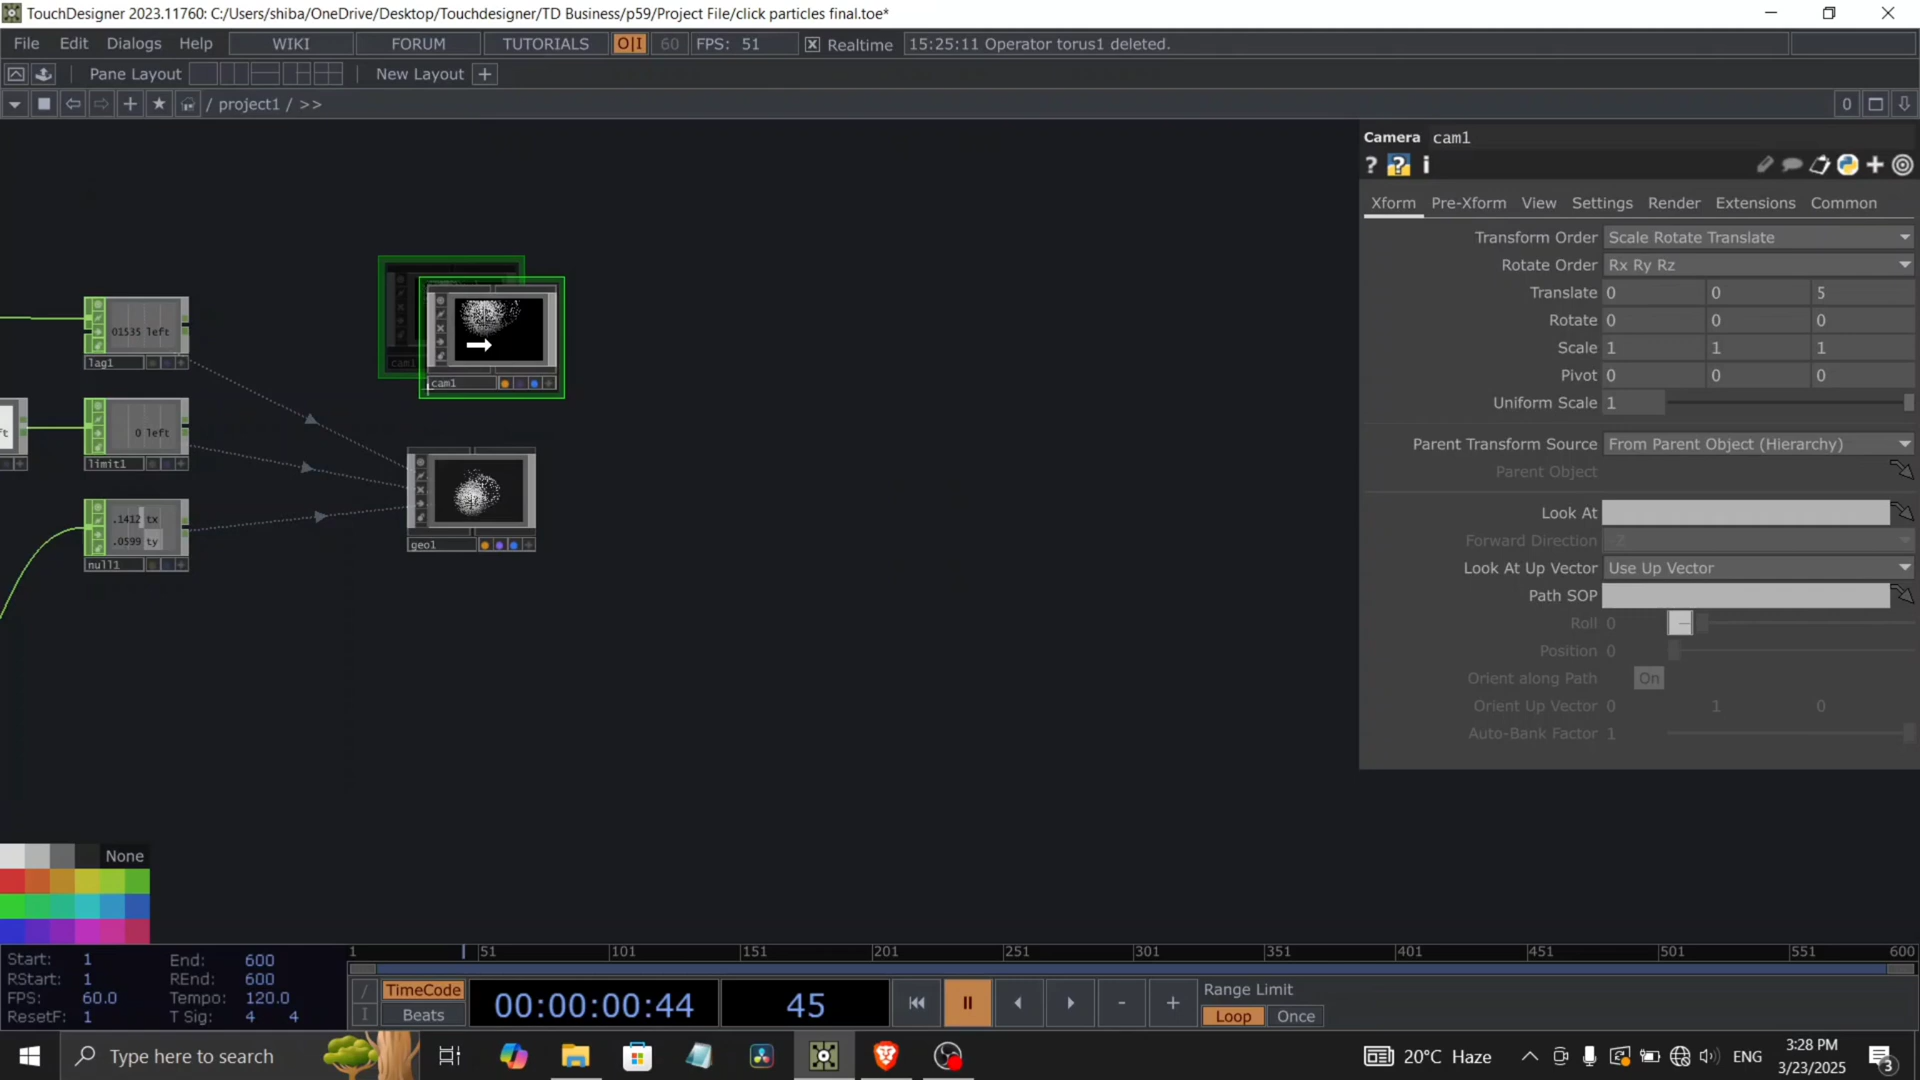 TouchDesigner 2023.11760: C:/Users/shiba/OneDrive/Desktop/Touchdesigner/TD Business/p59/Project File/click particles final.toe*
File Edit Dialogs Help WIKI FORUM TUTORIALS O|I 60 FPS: 51 Realtime 15:25:11 Operator torus1 deleted.
Pane Layout New Layout +
/ project1 / >> 0
Camera cam1
? ? i
Xform Pre-Xform View Settings Render Extensions Common
Transform Order Scale Rotate Translate
Rotate Order Rx Ry Rz
Translate 0 0 5
Rotate 0 0 0
Scale 1 1 1
Pivot 0 0 0
Uniform Scale 1
Parent Transform Source From Parent Object (Hierarchy)
Parent Object
Look At
Forward Direction -Z
Look At Up Vector Use Up Vector
Path SOP
Roll 0
Position 0
Orient along Path On
Orient Up Vector 0 1 0
Auto-Bank Factor 1
01535 left
lag1
cam1
cam1
0 left
limit1
ft
.1412 tx
.0599 ty
null1
geo1
None
1 51 101 151 201 251 301 351 401 451 501 551 600
Start: 1 End: 600
RStart: 1 REnd: 600
FPS: 60.0 Tempo: 120.0
ResetF: 1 T Sig: 4 4
/ TimeCode
I Beats
00:00:00:44 45
- +
Range Limit
Loop Once
Type here to search
20°C Haze ENG
3:28 PM
3/23/2025
3